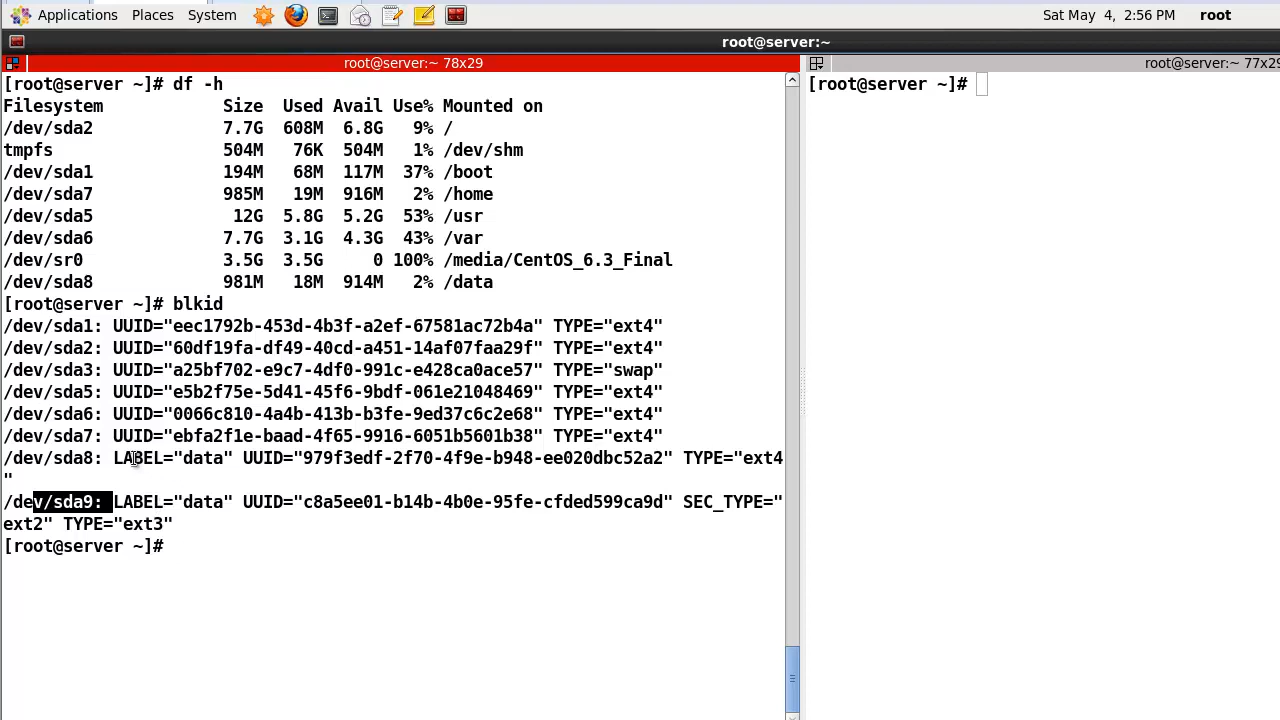 Applications Places System Sat May 4, 2:56 PM root
root@server:~
root@server:~ 78x29
[root@server ~]# df -h
Filesystem Size Used Avail Use% Mounted on
/dev/sda2 7.7G 608M 6.8G 9% /
tmpfs 504M 76K 504M 1% /dev/shm
/dev/sda1 194M 68M 117M 37% /boot
/dev/sda7 985M 19M 916M 2% /home
/dev/sda5 12G 5.8G 5.2G 53% /usr
/dev/sda6 7.7G 3.1G 4.3G 43% /var
/dev/sr0 3.5G 3.5G 0 100% /media/CentOS_6.3_Final
/dev/sda8 981M 18M 914M 2% /data
[root@server ~]# blkid
/dev/sda1: UUID="eec1792b-453d-4b3f-a2ef-67581ac72b4a" TYPE="ext4"
/dev/sda2: UUID="60df19fa-df49-40cd-a451-14af07faa29f" TYPE="ext4"
/dev/sda3: UUID="a25bf702-e9c7-4df0-991c-e428ca0ace57" TYPE="swap"
/dev/sda5: UUID="e5b2f75e-5d41-45f6-9bdf-061e21048469" TYPE="ext4"
/dev/sda6: UUID="0066c810-4a4b-413b-b3fe-9ed37c6c2e68" TYPE="ext4"
/dev/sda7: UUID="ebfa2f1e-baad-4f65-9916-6051b5601b38" TYPE="ext4"
/dev/sda8: LABEL="data" UUID="979f3edf-2f70-4f9e-b948-ee020dbc52a2" TYPE="ext4
"
/dev/sda9: LABEL="data" UUID="c8a5ee01-b14b-4b0e-95fe-cfded599ca9d" SEC_TYPE="
ext2" TYPE="ext3"
[root@server ~]#
root@server:~ 77x29
[root@server ~]#